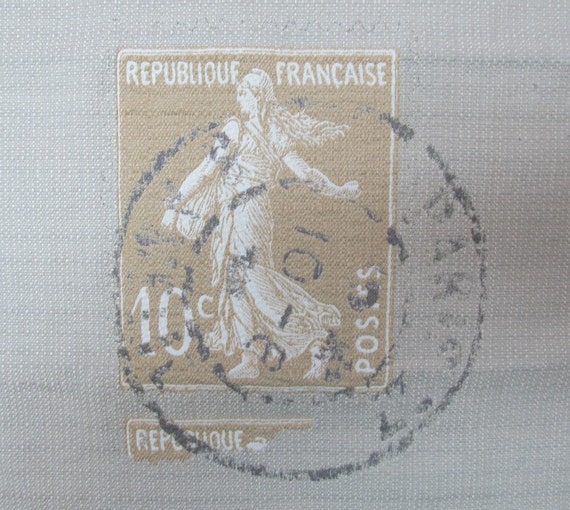 REPUBLIQUE FRANÇAISE
10c
POSTES
REPUBLIQUE